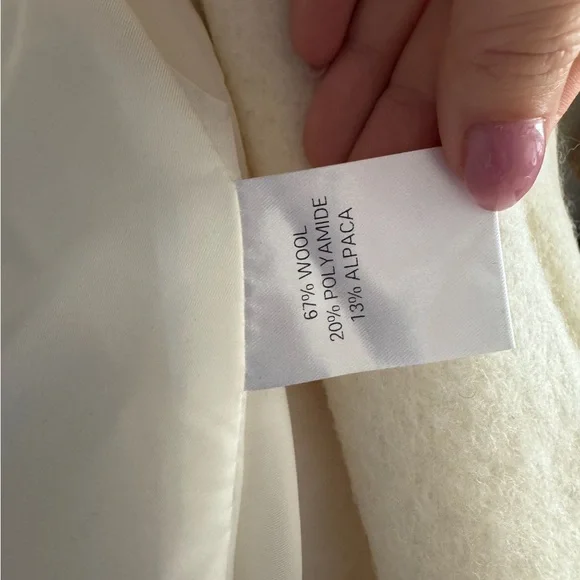 67% WOOL
20% POLYAMIDE
13% ALPACA